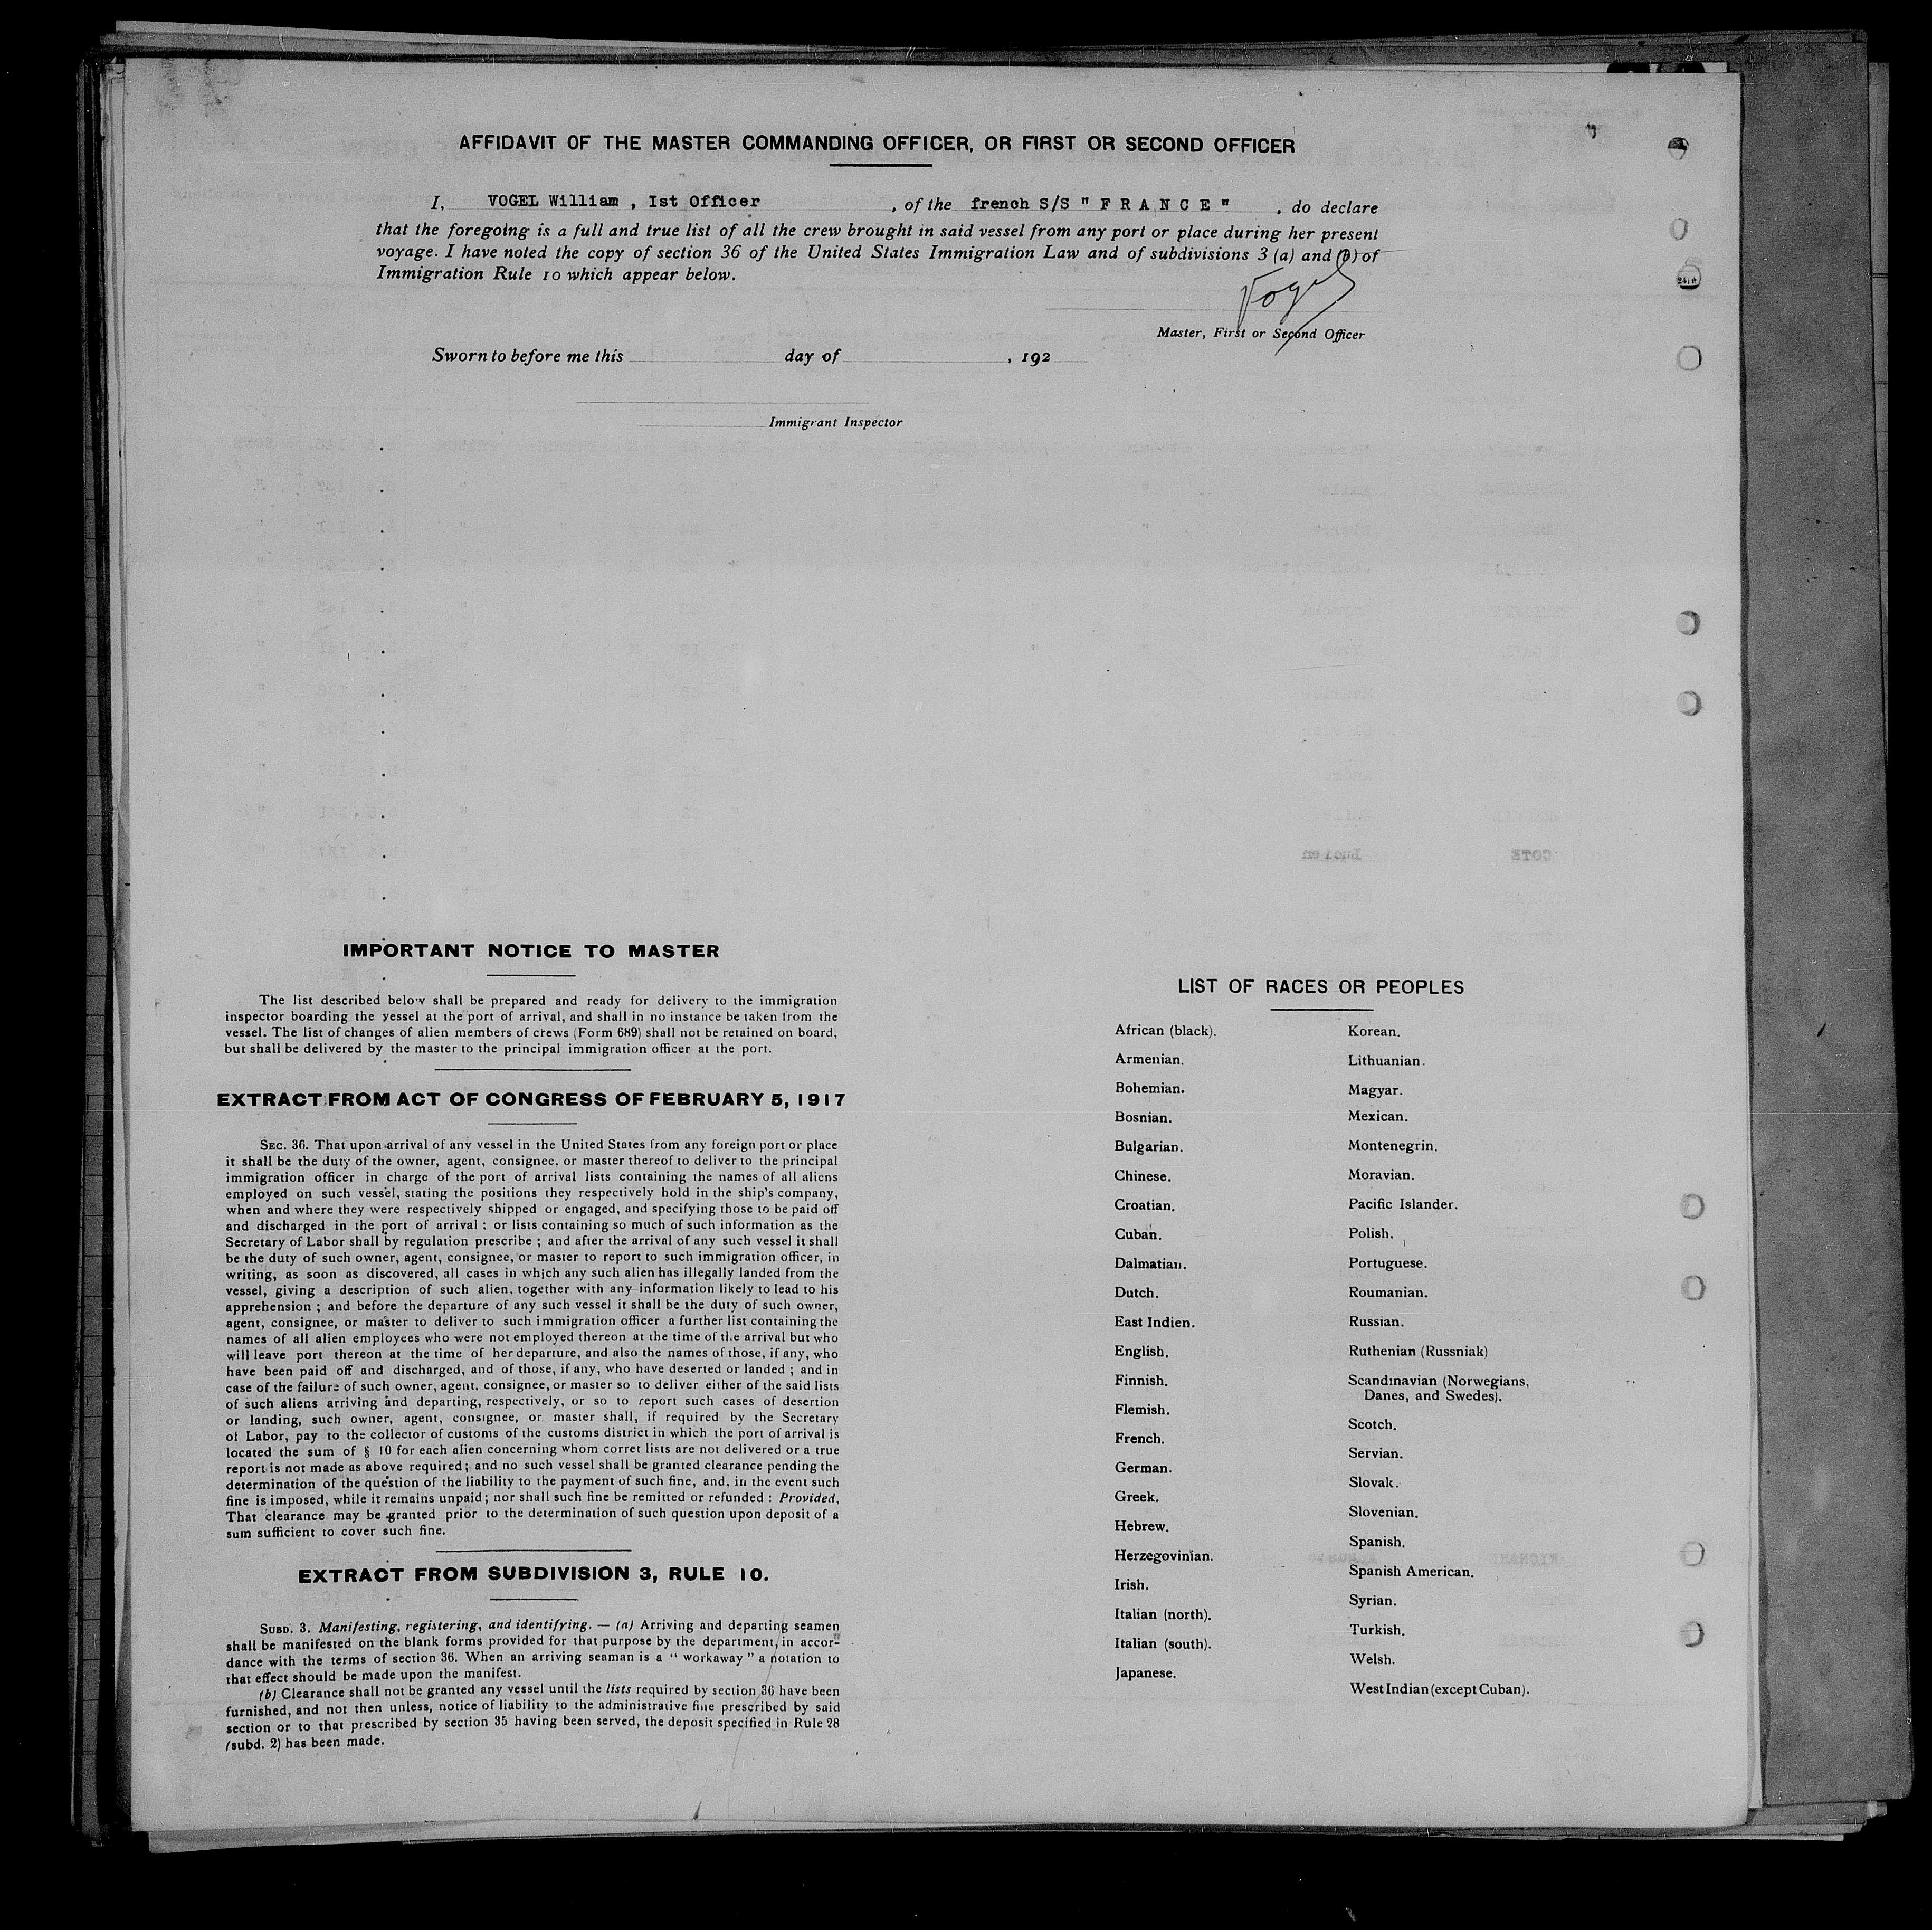 AFFIDAVIT OF THE MASTER COMMANDING OFFICER, OR FIRST OR SECOND OFFICER
I, VOGEL William , Ist Officer , of the french S/S " F R A N C E " , do declare
that the foregoing is a full and true list of all the crew brought in said vessel from any port or place during her present
voyage. I have noted the copy of section 36 of the United States Immigration Law and of subdivisions 3 (a) and (b) of
Immigration Rule 10 which appear below.
Vogel
Master, First or Second Officer
Sworn to before me this day of , 192
Immigrant Inspector
IMPORTANT NOTICE TO MASTER
The list described below shall be prepared and ready for delivery to the immigration
inspector boarding the vessel at the port of arrival, and shall in no instance be taken from the
vessel. The list of changes of alien members of crews (Form 689) shall not be retained on board,
but shall be delivered by the master to the principal immigration officer at the port.
EXTRACT FROM ACT OF CONGRESS OF FEBRUARY 5, 1917
SEC. 36. That upon arrival of any vessel in the United States from any foreign port or place
it shall be the duty of the owner, agent, consignee, or master thereof to deliver to the principal
immigration officer in charge of the port of arrival lists containing the names of all aliens
employed on such vessel, stating the positions they respectively hold in the ship's company,
when and where they were respectively shipped or engaged, and specifying those to be paid off
and discharged in the port of arrival ; or lists containing so much of such information as the
Secretary of Labor shall by regulation prescribe ; and after the arrival of any such vessel it shall
be the duty of such owner, agent, consignee, or master to report to such immigration officer, in
writing, as soon as discovered, all cases in which any such alien has illegally landed from the
vessel, giving a description of such alien, together with any information likely to lead to his
apprehension ; and before the departure of any such vessel it shall be the duty of such owner,
agent, consignee, or master to deliver to such immigration officer a further list containing the
names of all alien employees who were not employed thereon at the time of the arrival but who
will leave port thereon at the time of her departure, and also the names of those, if any, who
have been paid off and discharged, and of those, if any, who have deserted or landed ; and in
case of the failure of such owner, agent, consignee, or master so to deliver either of the said lists
of such aliens arriving and departing, respectively, or so to report such cases of desertion
or landing, such owner, agent, consignee, or master shall, if required by the Secretary
of Labor, pay to the collector of customs of the customs district in which the port of arrival is
located the sum of § 10 for each alien concerning whom corret lists are not delivered or a true
report is not made as above required ; and no such vessel shall be granted clearance pending the
determination of the question of the liability to the payment of such fine, and, in the event such
fine is imposed, while it remains unpaid ; nor shall such fine be remitted or refunded : Provided,
That clearance may be granted prior to the determination of such question upon deposit of a
sum sufficient to cover such fine.
EXTRACT FROM SUBDIVISION 3, RULE 10.
SUBD. 3. Manifesting, registering, and identifying. — (a) Arriving and departing seamen
shall be manifested on the blank forms provided for that purpose by the department, in accor-
dance with the terms of section 36. When an arriving seaman is a " workaway " a notation to
that effect should be made upon the manifest.
(b) Clearance shall not be granted any vessel until the lists required by section 36 have been
furnished, and not then unless, notice of liability to the administrative fine prescribed by said
section or to that prescribed by section 35 having been served, the deposit specified in Rule 28
(subd. 2) has been made.
LIST OF RACES OR PEOPLES
African (black).
Armenian.
Bohemian.
Bosnian.
Bulgarian.
Chinese.
Croatian.
Cuban.
Dalmatian.
Dutch.
East Indien.
English.
Finnish.
Flemish.
French.
German.
Greek.
Hebrew.
Herzegovinian.
Irish.
Italian (north).
Italian (south).
Japanese.
Korean.
Lithuanian.
Magyar.
Mexican.
Montenegrin.
Moravian.
Pacific Islander.
Polish.
Portuguese.
Roumanian.
Russian.
Ruthenian (Russniak)
Scandinavian (Norwegians,
Danes, and Swedes).
Scotch.
Servian.
Slovak.
Slovenian.
Spanish.
Spanish American.
Syrian.
Turkish.
Welsh.
West Indian (except Cuban).